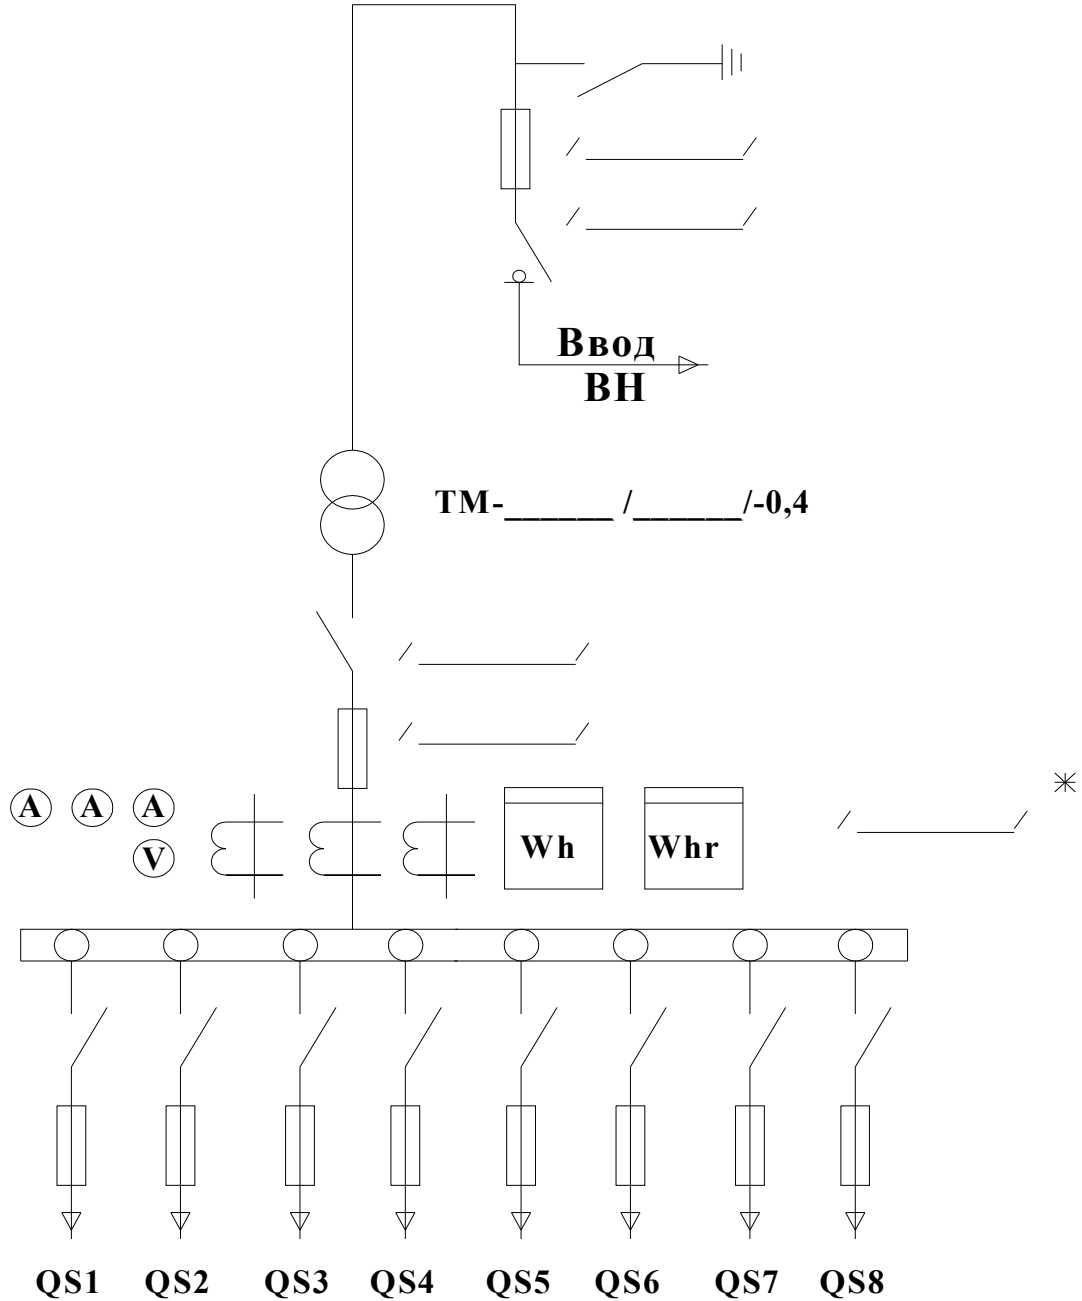 Ввод
ВН
ТМ-______ /______/-0,4
A A A
V
Wh Whr
QS1 QS2 QS3 QS4 QS5 QS6 QS7 QS8